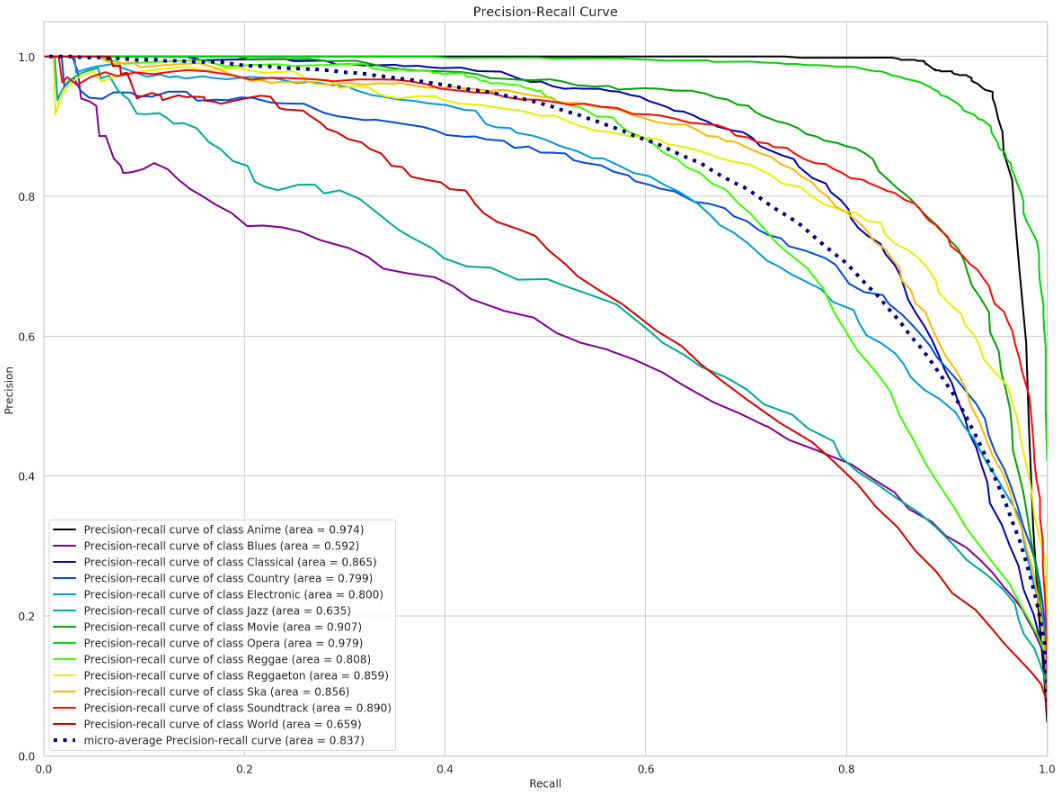 Precision-Recall Curve
Precision
1.0
0.8
0.6
0.4
0.2
0.0
Precision-recall curve of class Anime (area = 0.974)
Precision-recall curve of class Blues (area = 0.592)
Precision-recall curve of class Classical (area = 0.865)
Precision-recall curve of class Country (area = 0.799)
Precision-recall curve of class Electronic (area = 0.800)
Precision-recall curve of class Jazz (area = 0.635)
Precision-recall curve of class Movie (area = 0.907)
Precision-recall curve of class Opera (area = 0.979)
Precision-recall curve of class Reggae (area = 0.808)
Precision-recall curve of class Reggaeton (area = 0.859)
Precision-recall curve of class Ska (area = 0.856)
Precision-recall curve of class Soundtrack (area = 0.890)
Precision-recall curve of class World (area = 0.659)
micro-average Precision-recall curve (area = 0.837)
0.0 0.2 0.4 0.6 0.8 1.0
Recall